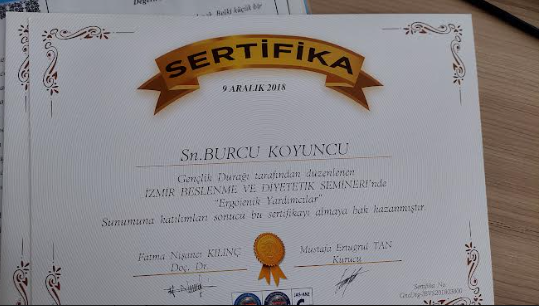 SERTİFİKA
9 ARALIK 2018
Sn.BURCU KOYUNCU
Gençlik Durağı tarafından düzenlenen
İZMİR BESLENME VE DİYETETİK SEMİNERİ'nde
"Ergojenik Yardımcılar"
Sunumuna katılımları sonucu bu sertifikayı almaya hak kazanmıştır.
Fatma Nişancı KILINÇ
Doç. Dr.
Mustafa Ertuğrul TAN
Kurucu
Sertifika No